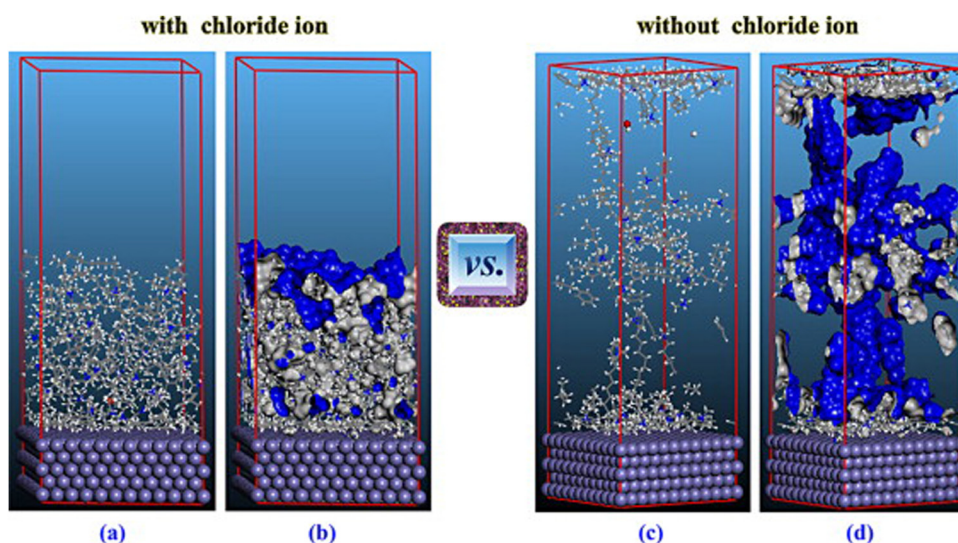 with chloride ion
without chloride ion
vs.
(a)
(b)
(c)
(d)